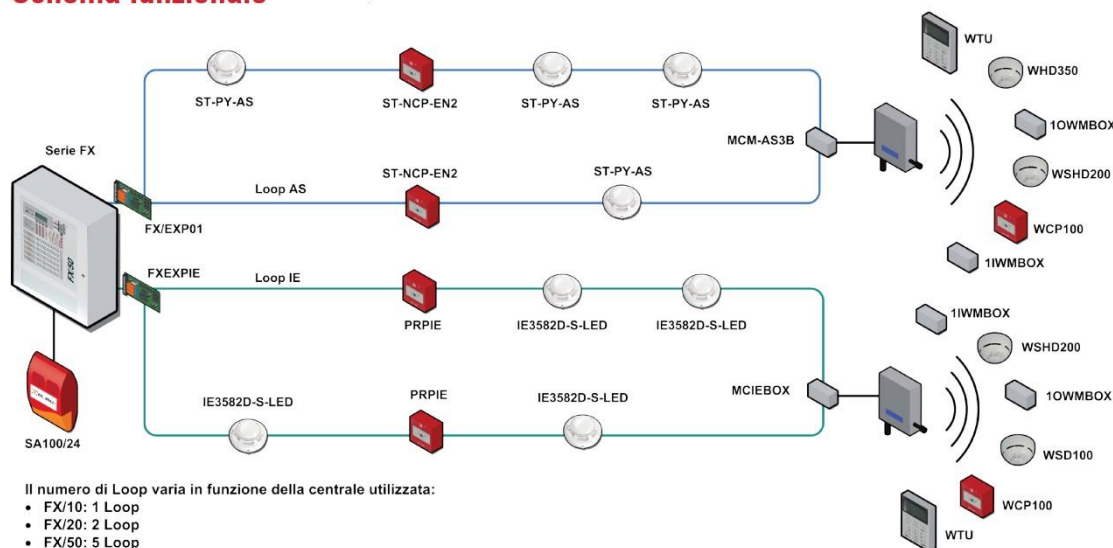 Schema funzionale
WTU
WHD350
ST-PY-AS
ST-NCP-EN2
ST-PY-AS
ST-PY-AS
1OWMBOX
MCM-AS3B
Serie FX
ST-NCP-EN2
ST-PY-AS
WSHD200
Loop AS
FX/EXP01
WCP100
FXEXPIE
Loop IE
1IWMBOX
FX/50
PRPIE
IE3582D-S-LED
IE3582D-S-LED
1IWMBOX
WSHD200
IE3582D-S-LED
PRPIE
IE3582D-S-LED
MCIEBOX
1OWMBOX
SA100/24
WSD100
Il numero di Loop varia in funzione della centrale utilizzata:
• FX/10: 1 Loop
• FX/20: 2 Loop
• FX/50: 5 Loop
WCP100
WTU